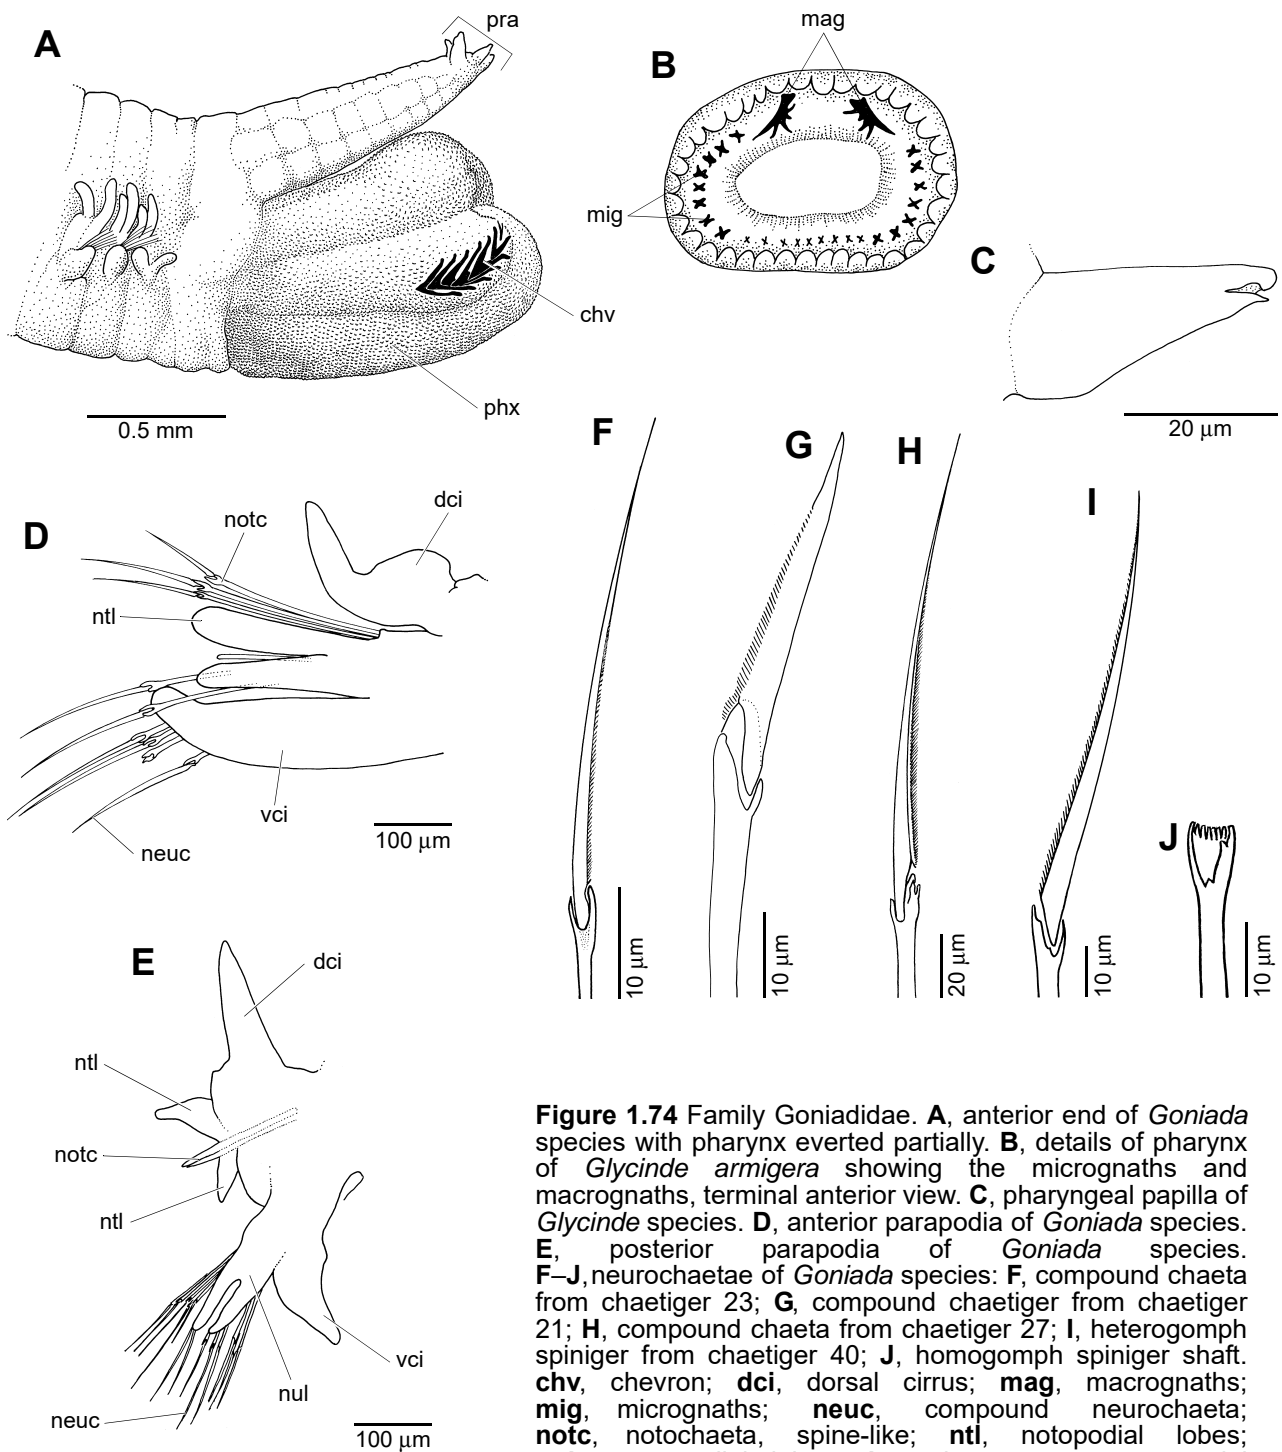 A
pra
chv
phx
0.5 mm
B
mag
mig
C
20 µm
D
notc
dci
ntl
vci
neuc
100 µm
E
dci
ntl
notc
ntl
vci
nul
neuc
100 µm
F
10 µm
G
10 µm
H
20 µm
I
10 µm
J
10 µm
Figure 1.74 Family Goniadidae. A, anterior end of Goniada
species with pharynx everted partially. B, details of pharynx
of Glycinde armigera showing the micrognaths and
macrognaths, terminal anterior view. C, pharyngeal papilla of
Glycinde species. D, anterior parapodia of Goniada species.
E, posterior parapodia of Goniada species.
F–J, neurochaetae of Goniada species: F, compound chaeta
from chaetiger 23; G, compound chaetiger from chaetiger
21; H, compound chaeta from chaetiger 27; I, heterogomph
spiniger from chaetiger 40; J, homogomph spiniger shaft.
chv, chevron; dci, dorsal cirrus; mag, macrognaths;
mig, micrognaths; neuc, compound neurochaeta;
notc, notochaeta, spine-like; ntl, notopodial lobes;